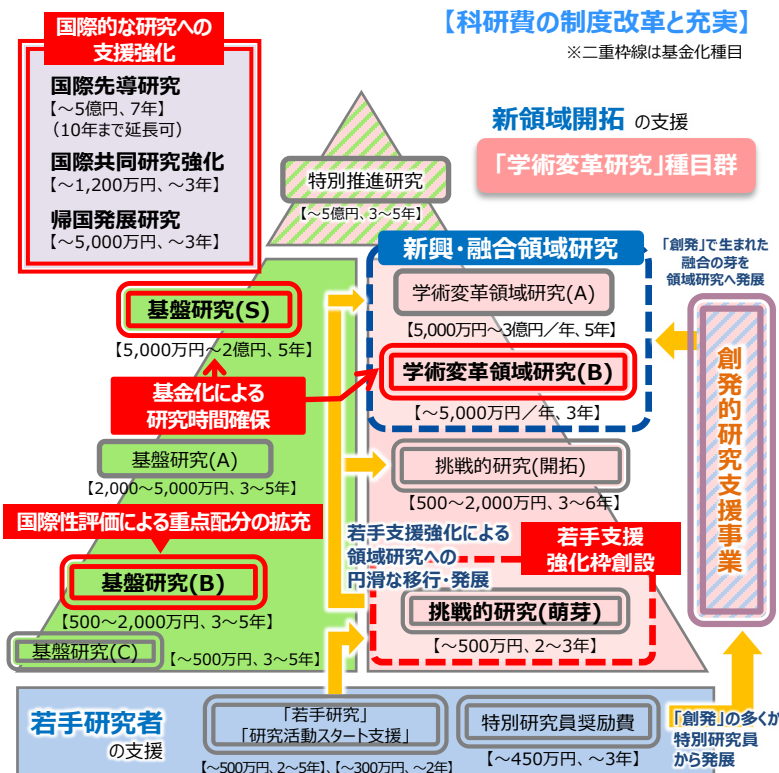 【科研費の制度改革と充実】
※二重枠線は基金化種目
国際的な研究への
支援強化
国際先導研究
【～5億円、7年】
（10年まで延長可）
国際共同研究強化
【～1,200万円、～3年】
帰国発展研究
【～5,000万円、～3年】
新領域開拓 の支援
「学術変革研究」種目群
特別推進研究
【～5億円、3～5年】
新興・融合領域研究
「創発」で生まれた
融合の芽を
領域研究へ発展
学術変革領域研究(A)
【5,000万円～3億円／年、5年】
学術変革領域研究(B)
【～5,000万円／年、3年】
基盤研究(S)
【5,000万円～2億円、5年】
基金化による
研究時間確保
基盤研究(A)
【2,000～5,000万円、3～5年】
挑戦的研究(開拓)
【500～2,000万円、3～6年】
創発的研究支援事業
国際性評価による重点配分の拡充
若手支援強化による
領域研究への
円滑な移行・発展
若手支援
強化枠創設
基盤研究(B)
【500～2,000万円、3～5年】
挑戦的研究(萌芽)
【～500万円、2～3年】
基盤研究(C)
【～500万円、3～5年】
若手研究者
の支援
「若手研究」
「研究活動スタート支援」
【～500万円、2～5年】、【～300万円、～2年】
特別研究員奨励費
【～450万円、～3年】
「創発」の多くが
特別研究員
から発展